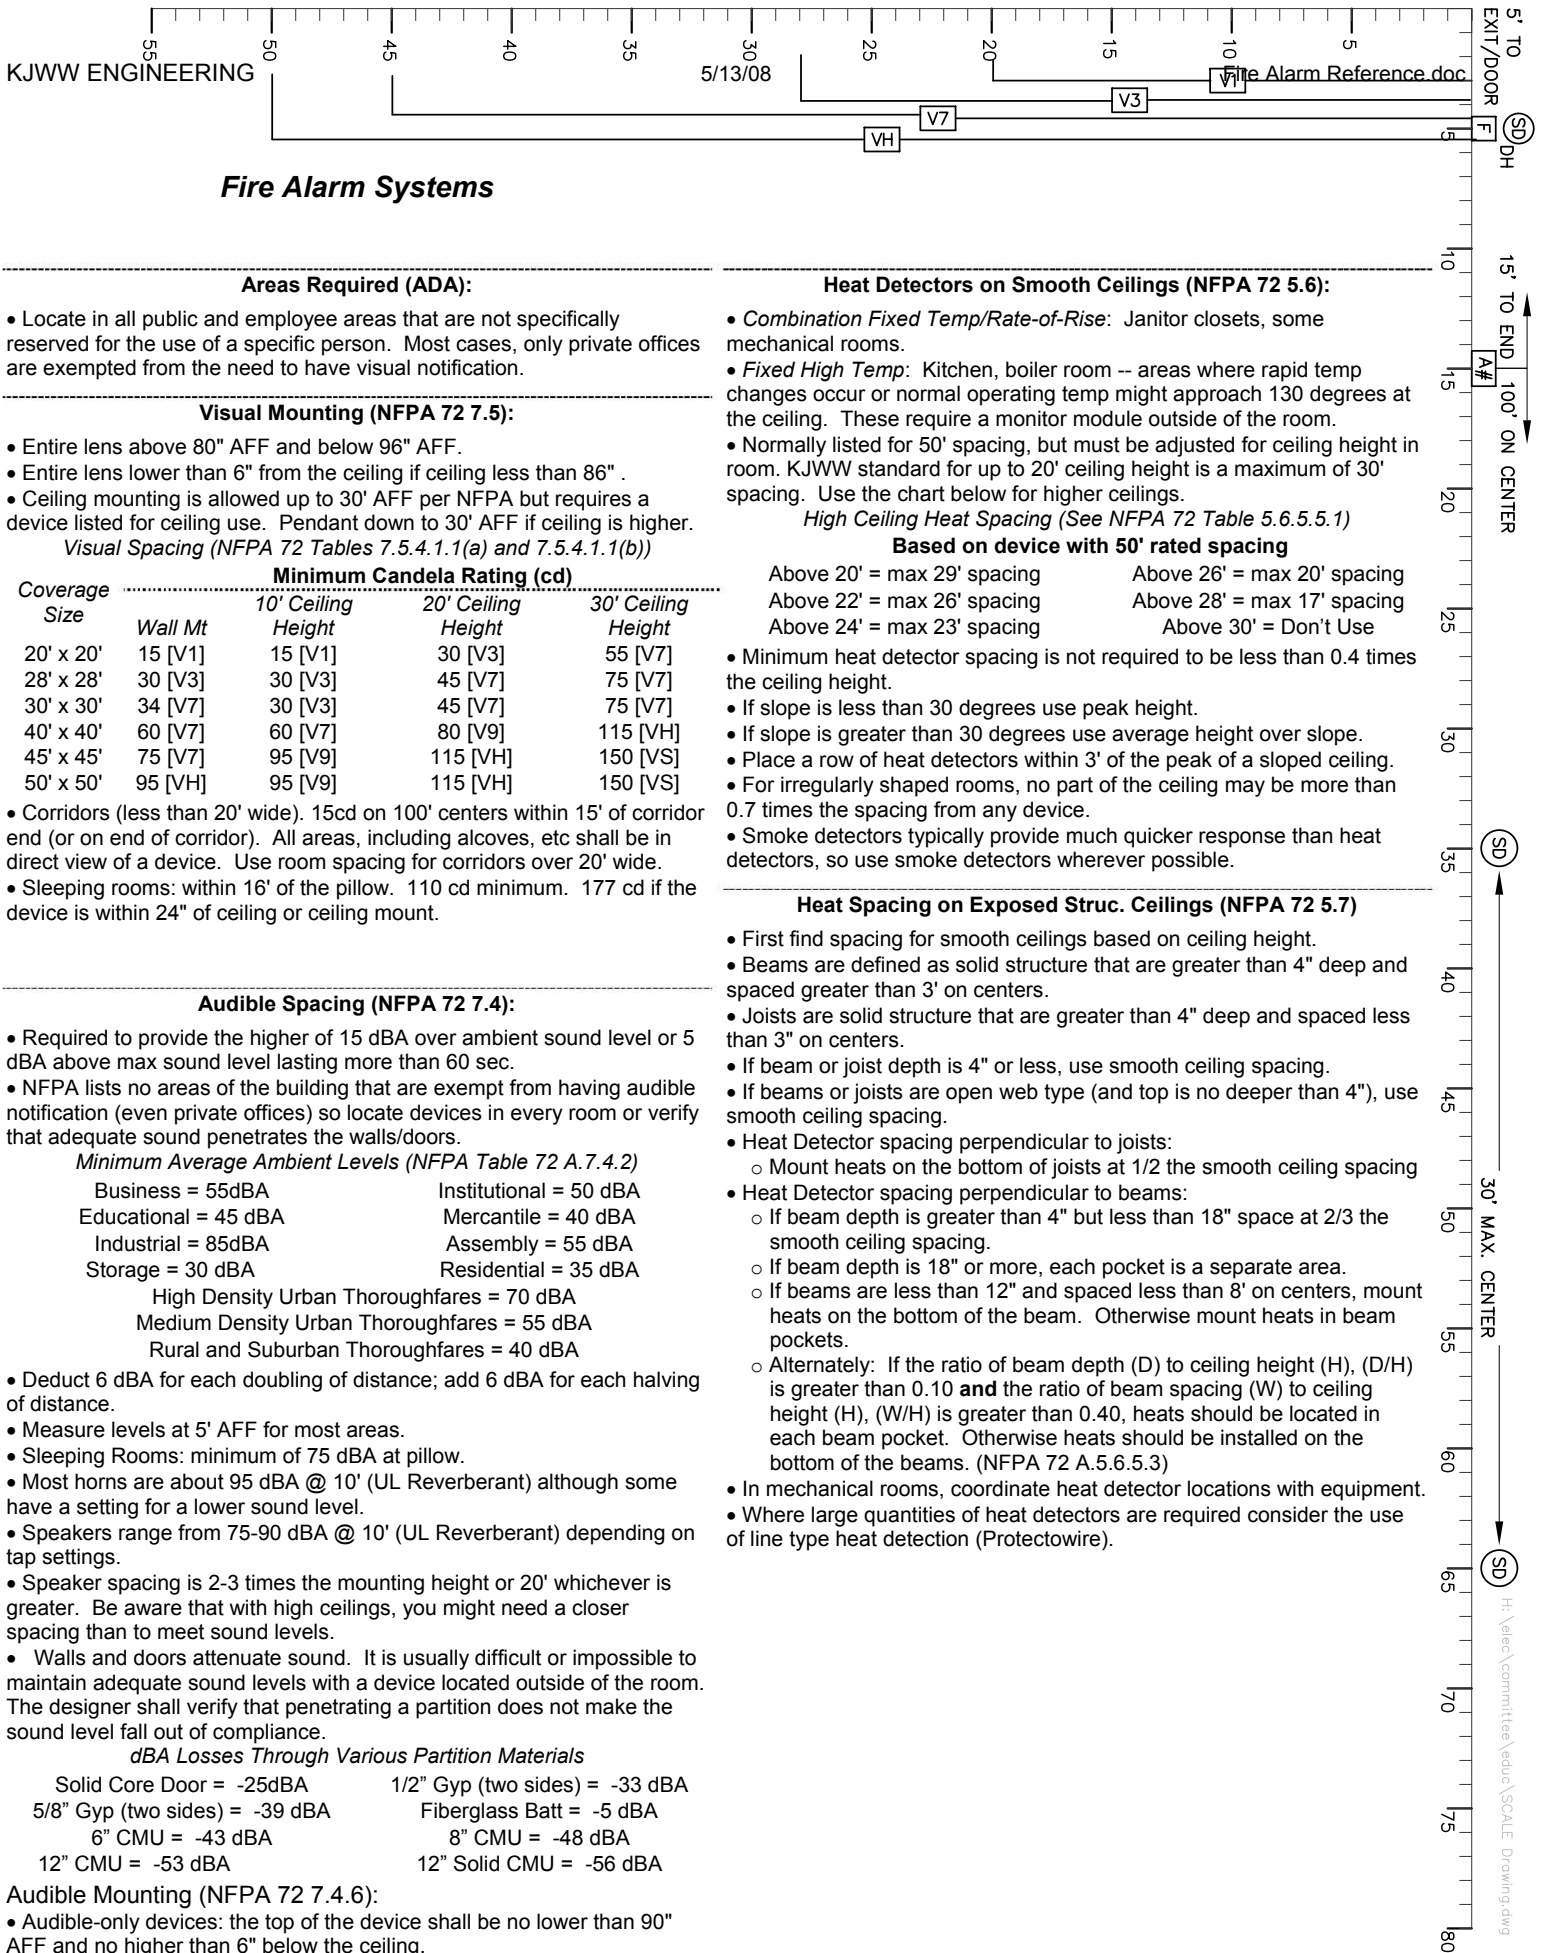 55 50 45 40 35 30 25 20 15 10 5
5' TO
EXIT/DOOR
KJWW ENGINEERING 5/13/08 Fire Alarm Reference.doc
V1
V3
V7
VH
F
SD
DH
5 10 15 20 25 30 35 40 45 50 55 60 65 70 75 80
15' TO END 100' ON CENTER
A#
SD
30' MAX. CENTER
SD
H:\elec\committee\educ\SCALE Drawing.dwg
Fire Alarm Systems
Areas Required (ADA):
• Locate in all public and employee areas that are not specifically
reserved for the use of a specific person. Most cases, only private offices
are exempted from the need to have visual notification.
Visual Mounting (NFPA 72 7.5):
• Entire lens above 80" AFF and below 96" AFF.
• Entire lens lower than 6" from the ceiling if ceiling less than 86" .
• Ceiling mounting is allowed up to 30' AFF per NFPA but requires a
device listed for ceiling use. Pendant down to 30' AFF if ceiling is higher.
Visual Spacing (NFPA 72 Tables 7.5.4.1.1(a) and 7.5.4.1.1(b))
Minimum Candela Rating (cd)
Coverage
Size
10' Ceiling 20' Ceiling 30' Ceiling
Wall Mt Height Height Height
20' x 20' 15 [V1] 15 [V1] 30 [V3] 55 [V7]
28' x 28' 30 [V3] 30 [V3] 45 [V7] 75 [V7]
30' x 30' 34 [V7] 30 [V3] 45 [V7] 75 [V7]
40' x 40' 60 [V7] 60 [V7] 80 [V9] 115 [VH]
45' x 45' 75 [V7] 95 [V9] 115 [VH] 150 [VS]
50' x 50' 95 [VH] 95 [V9] 115 [VH] 150 [VS]
• Corridors (less than 20' wide). 15cd on 100' centers within 15' of corridor
end (or on end of corridor). All areas, including alcoves, etc shall be in
direct view of a device. Use room spacing for corridors over 20' wide.
• Sleeping rooms: within 16' of the pillow. 110 cd minimum. 177 cd if the
device is within 24" of ceiling or ceiling mount.
Audible Spacing (NFPA 72 7.4):
• Required to provide the higher of 15 dBA over ambient sound level or 5
dBA above max sound level lasting more than 60 sec.
• NFPA lists no areas of the building that are exempt from having audible
notification (even private offices) so locate devices in every room or verify
that adequate sound penetrates the walls/doors.
Minimum Average Ambient Levels (NFPA Table 72 A.7.4.2)
Business = 55dBA Institutional = 50 dBA
Educational = 45 dBA Mercantile = 40 dBA
Industrial = 85dBA Assembly = 55 dBA
Storage = 30 dBA Residential = 35 dBA
High Density Urban Thoroughfares = 70 dBA
Medium Density Urban Thoroughfares = 55 dBA
Rural and Suburban Thoroughfares = 40 dBA
• Deduct 6 dBA for each doubling of distance; add 6 dBA for each halving
of distance.
• Measure levels at 5' AFF for most areas.
• Sleeping Rooms: minimum of 75 dBA at pillow.
• Most horns are about 95 dBA @ 10' (UL Reverberant) although some
have a setting for a lower sound level.
• Speakers range from 75-90 dBA @ 10' (UL Reverberant) depending on
tap settings.
• Speaker spacing is 2-3 times the mounting height or 20' whichever is
greater. Be aware that with high ceilings, you might need a closer
spacing than to meet sound levels.
• Walls and doors attenuate sound. It is usually difficult or impossible to
maintain adequate sound levels with a device located outside of the room.
The designer shall verify that penetrating a partition does not make the
sound level fall out of compliance.
dBA Losses Through Various Partition Materials
Solid Core Door = -25dBA 1/2” Gyp (two sides) = -33 dBA
5/8” Gyp (two sides) = -39 dBA Fiberglass Batt = -5 dBA
6” CMU = -43 dBA 8” CMU = -48 dBA
12” CMU = -53 dBA 12” Solid CMU = -56 dBA
Audible Mounting (NFPA 72 7.4.6):
• Audible-only devices: the top of the device shall be no lower than 90"
AFF and no higher than 6" below the ceiling.
Heat Detectors on Smooth Ceilings (NFPA 72 5.6):
• Combination Fixed Temp/Rate-of-Rise: Janitor closets, some
mechanical rooms.
• Fixed High Temp: Kitchen, boiler room -- areas where rapid temp
changes occur or normal operating temp might approach 130 degrees at
the ceiling. These require a monitor module outside of the room.
• Normally listed for 50' spacing, but must be adjusted for ceiling height in
room. KJWW standard for up to 20' ceiling height is a maximum of 30'
spacing. Use the chart below for higher ceilings.
High Ceiling Heat Spacing (See NFPA 72 Table 5.6.5.5.1)
Based on device with 50' rated spacing
Above 20' = max 29' spacing Above 26' = max 20' spacing
Above 22' = max 26' spacing Above 28' = max 17' spacing
Above 24' = max 23' spacing Above 30' = Don’t Use
• Minimum heat detector spacing is not required to be less than 0.4 times
the ceiling height.
• If slope is less than 30 degrees use peak height.
• If slope is greater than 30 degrees use average height over slope.
• Place a row of heat detectors within 3' of the peak of a sloped ceiling.
• For irregularly shaped rooms, no part of the ceiling may be more than
0.7 times the spacing from any device.
• Smoke detectors typically provide much quicker response than heat
detectors, so use smoke detectors wherever possible.
Heat Spacing on Exposed Struc. Ceilings (NFPA 72 5.7)
• First find spacing for smooth ceilings based on ceiling height.
• Beams are defined as solid structure that are greater than 4" deep and
spaced greater than 3' on centers.
• Joists are solid structure that are greater than 4" deep and spaced less
than 3" on centers.
• If beam or joist depth is 4" or less, use smooth ceiling spacing.
• If beams or joists are open web type (and top is no deeper than 4"), use
smooth ceiling spacing.
• Heat Detector spacing perpendicular to joists:
o Mount heats on the bottom of joists at 1/2 the smooth ceiling spacing
• Heat Detector spacing perpendicular to beams:
o If beam depth is greater than 4" but less than 18" space at 2/3 the
smooth ceiling spacing.
o If beam depth is 18" or more, each pocket is a separate area.
o If beams are less than 12" and spaced less than 8' on centers, mount
heats on the bottom of the beam. Otherwise mount heats in beam
pockets.
o Alternately: If the ratio of beam depth (D) to ceiling height (H), (D/H)
is greater than 0.10 and the ratio of beam spacing (W) to ceiling
height (H), (W/H) is greater than 0.40, heats should be located in
each beam pocket. Otherwise heats should be installed on the
bottom of the beams. (NFPA 72 A.5.6.5.3)
• In mechanical rooms, coordinate heat detector locations with equipment.
• Where large quantities of heat detectors are required consider the use
of line type heat detection (Protectowire).